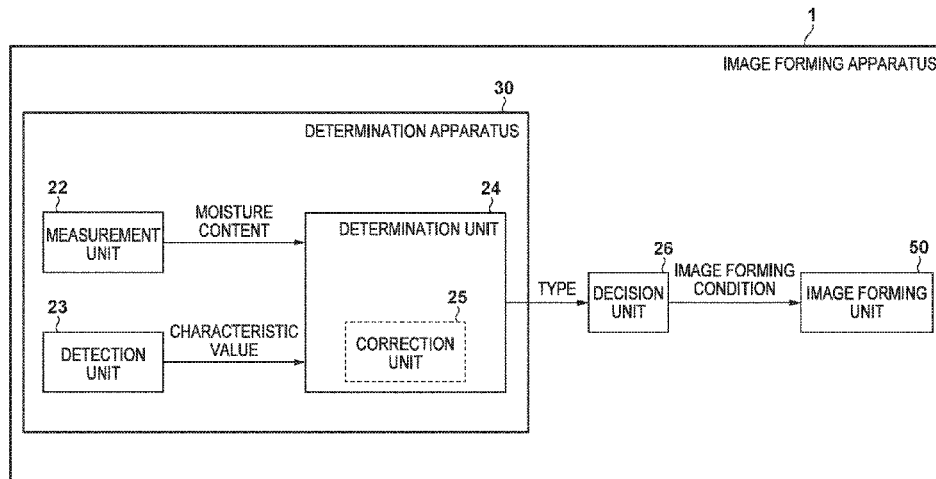 1
IMAGE FORMING APPARATUS
30
DETERMINATION APPARATUS
22
MEASUREMENT
UNIT
MOISTURE
CONTENT
24
DETERMINATION UNIT
23
DETECTION
UNIT
CHARACTERISTIC
VALUE
25
CORRECTION
UNIT
TYPE
26
DECISION
UNIT
IMAGE FORMING
CONDITION
50
IMAGE FORMING
UNIT